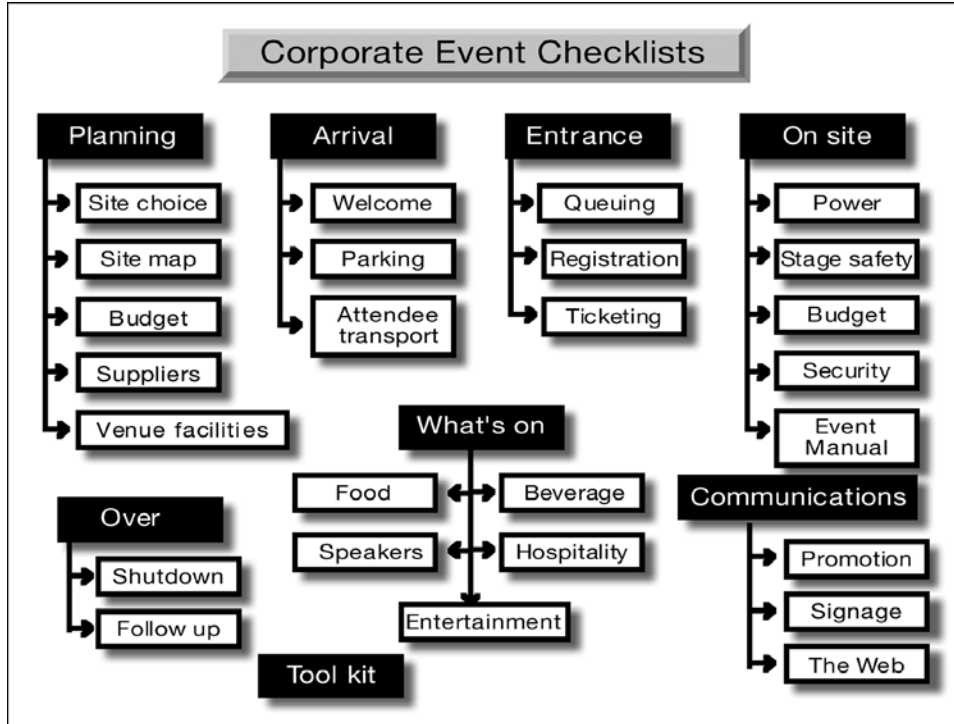 Corporate Event Checklists
Planning
Site choice
Site map
Budget
Suppliers
Venue facilities
Arrival
Welcome
Parking
Attendee
transport
Entrance
Queuing
Registration
Ticketing
On site
Power
Stage safety
Budget
Security
Event
Manual
What's on
Food
Beverage
Speakers
Hospitality
Entertainment
Over
Shutdown
Follow up
Communications
Promotion
Signage
The Web
Tool kit